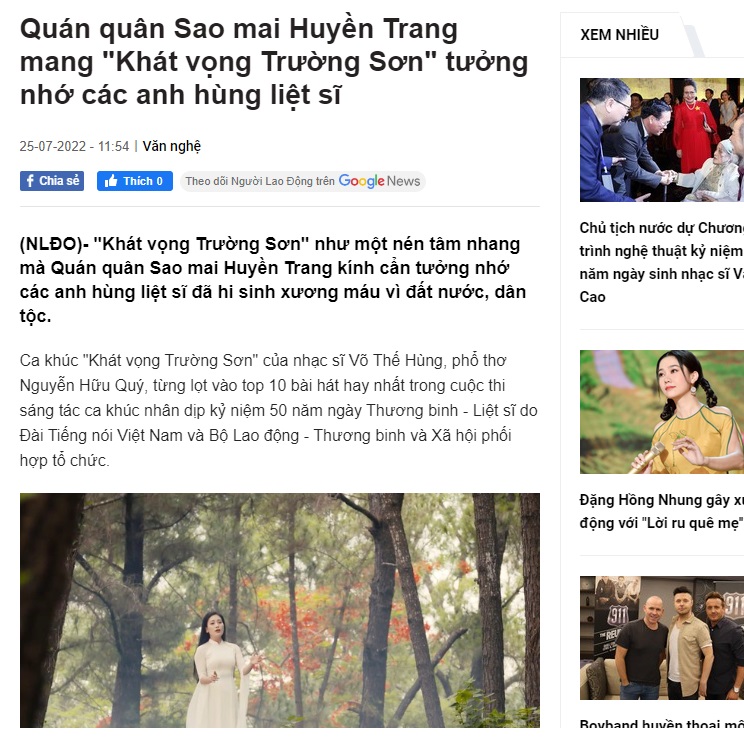 Quán quân Sao mai Huyền Trang
mang "Khát vọng Trường Sơn" tưởng
nhớ các anh hùng liệt sĩ
25-07-2022 - 11:54 | Văn nghệ
Chia sẻ
Thích 0
Theo dõi Người Lao Động trên Google News
(NLĐO)- "Khát vọng Trường Sơn" như một nén tâm nhang
mà Quán quân Sao mai Huyền Trang kính cẩn tưởng nhớ
các anh hùng liệt sĩ đã hi sinh xương máu vì đất nước, dân
tộc.
Ca khúc "Khát vọng Trường Sơn" của nhạc sĩ Võ Thế Hùng, phổ thơ
Nguyễn Hữu Quý, từng lọt vào top 10 bài hát hay nhất trong cuộc thi
sáng tác ca khúc nhân dịp kỷ niệm 50 năm ngày Thương binh - Liệt sĩ do
Đài Tiếng nói Việt Nam và Bộ Lao động - Thương binh và Xã hội phối
hợp tổ chức.
XEM NHIỀU
Chủ tịch nước dự Chương
trình nghệ thuật kỷ niệm
năm ngày sinh nhạc sĩ
Cao
Đặng Hồng Nhung gây
động với "Lời ru quê mẹ"
911
911
THE
Boyband huyền thoại